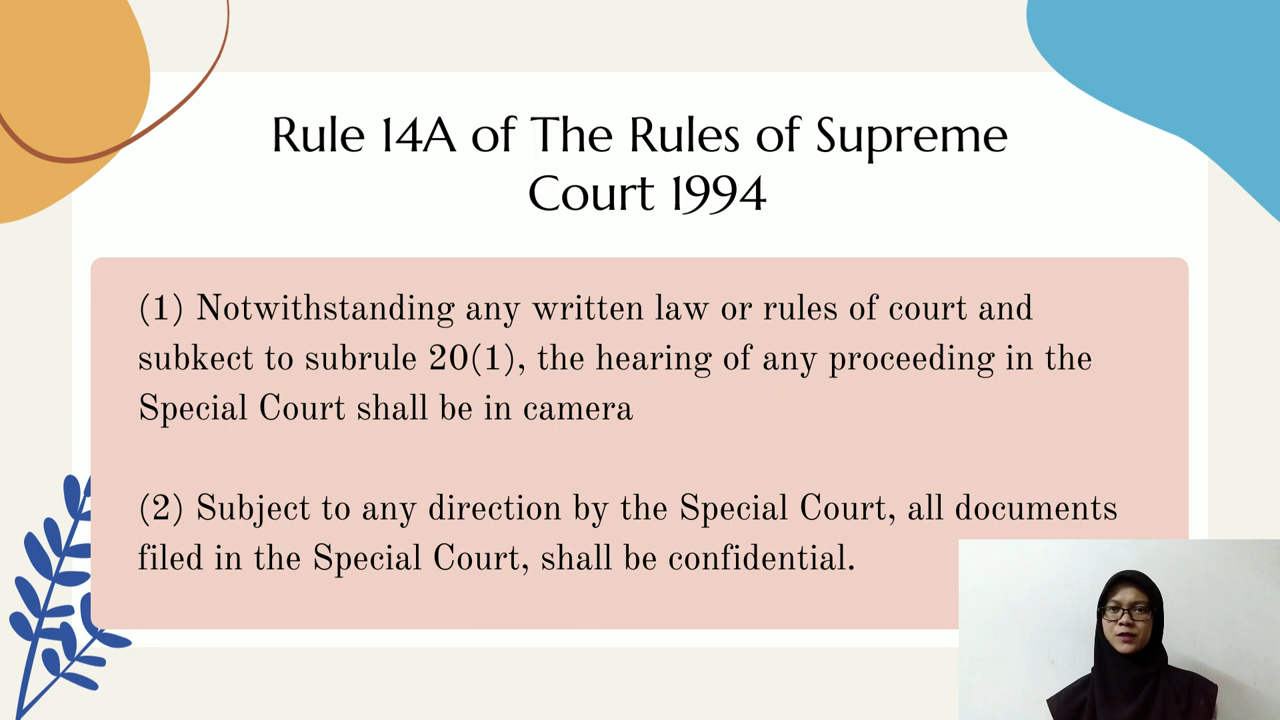 Rule 14A of The Rules of Supreme
Court 1994
(1) Notwithstanding any written law or rules of court and
subkect to subrule 20(1), the hearing of any proceeding in the
Special Court shall be in camera
(2) Subject to any direction by the Special Court, all documents
filed in the Special Court, shall be confidential.